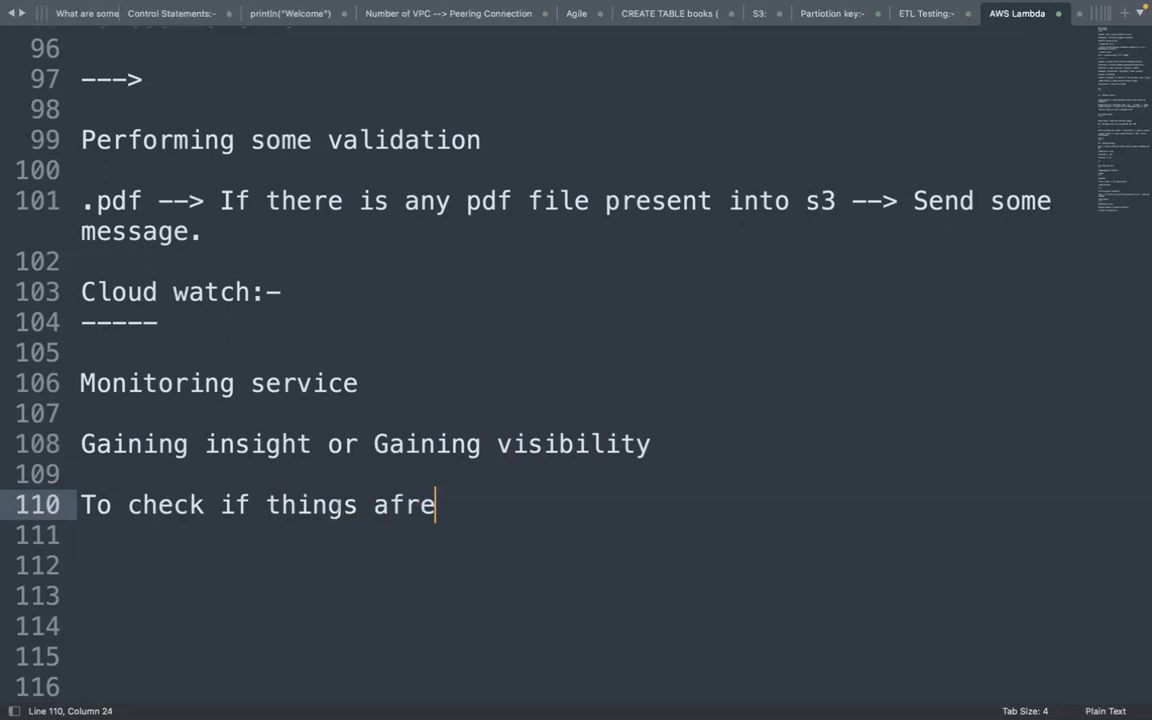 What are some
Control Statements:-
println("Welcome")
Number of VPC --> Peering Connection
Agile
CREATE TABLE books (
S3:
Partiotion key:-
ETL Testing:-
AWS Lambda
96
97 --->
98
99 Performing some validation
100
101 .pdf --> If there is any pdf file present into s3 --> Send some
message.
102
103 Cloud watch:-
104 -----
105
106 Monitoring service
107
108 Gaining insight or Gaining visibility
109
110 To check if things afre
111
112
113
114
115
116
Line 110, Column 24
Tab Size: 4
Plain Text